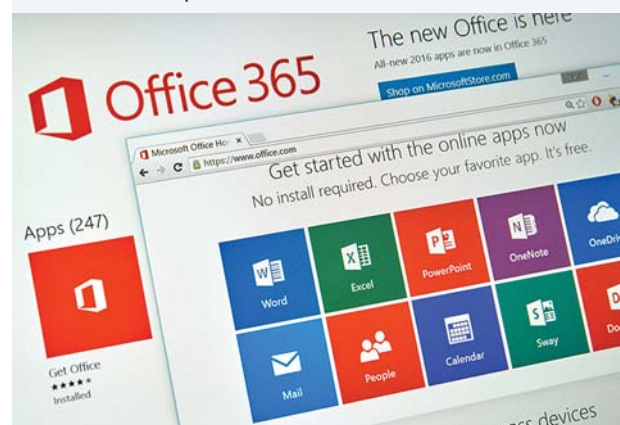 The new Office is here
All-new 2016 apps are now in Office 365
Office 365
Shop on MicrosoftStore.com
Microsoft Office Ho
https://www.office.com
Get started with the online apps now
No install required. Choose your favorite app. It's free.
Apps (247)
Word
Excel
PowerPoint
OneNote
OneDriv
Mail
People
Calendar
Sway
Do
Get Office
Installed
devices